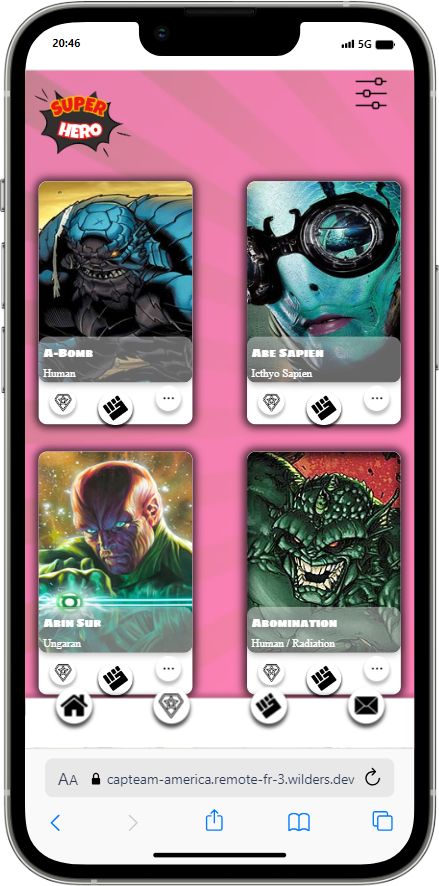 20:46
5G
SUPER
HERO
A-Bomb
Human
Abe Sapien
Icthyo Sapien
Abin Sur
Ungaran
Abomination
Human / Radiation
AA
capteam-america.remote-fr-3.wilders.dev